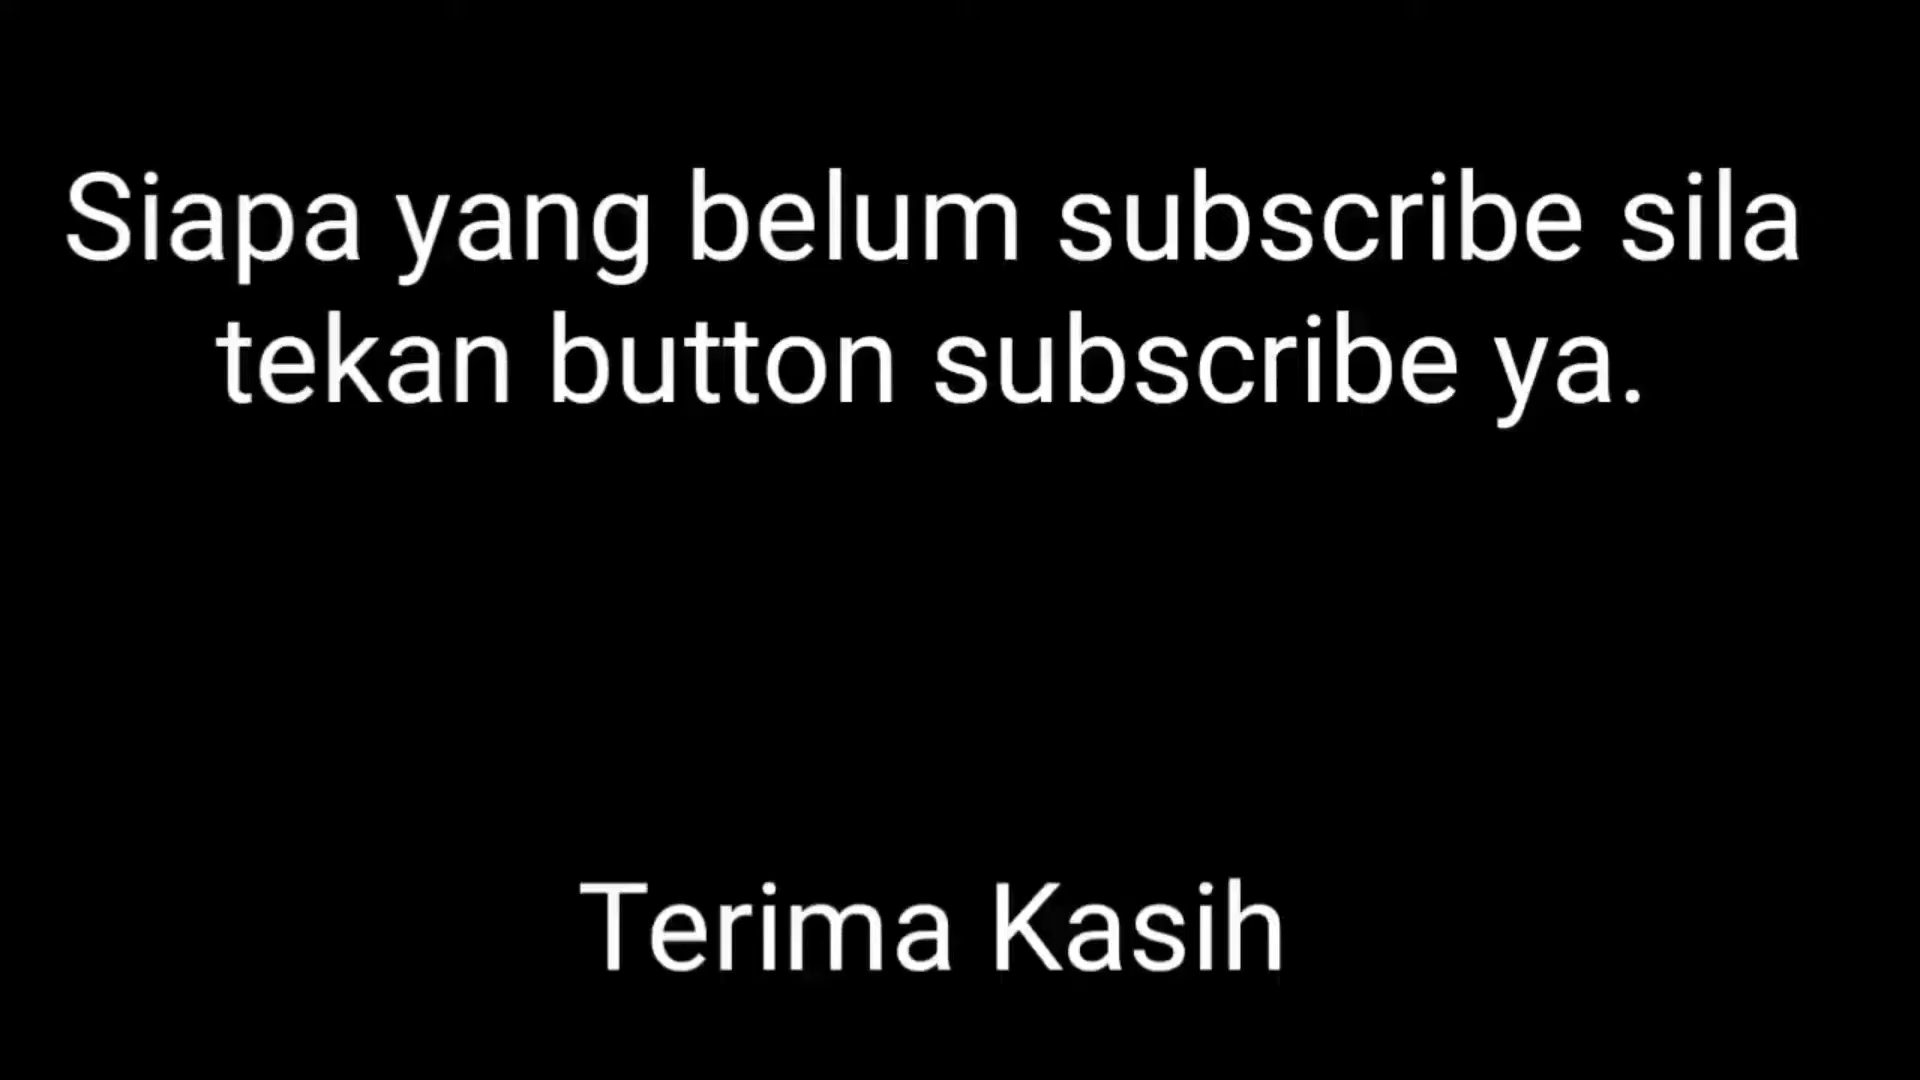 Siapa yang belum subscribe sila
tekan button subscribe ya.
Terima Kasih